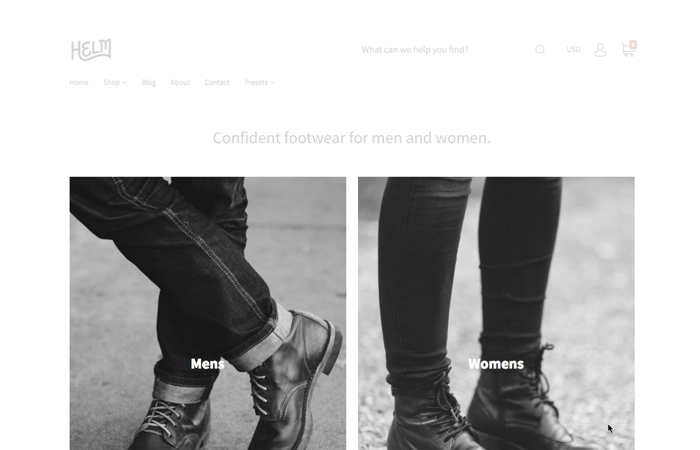 HELM
What can we help you find?
USD
0
Home Shop Blog About Contact Presets
Confident footwear for men and women.
Mens
Womens